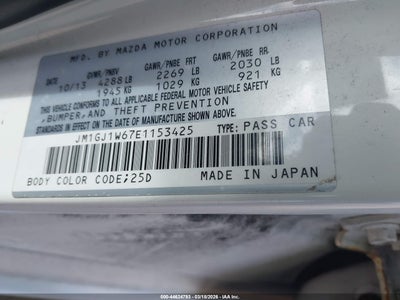 MFD. BY MAZDA MOTOR CORPORATION
GVWR/PNBV GAWR/PNBE FRT GAWR/PNBE RR
10/13 4288 LB 2269 LB 2030 LB
1945 KG 1029 KG 921 KG
THIS VEHICLE CONFORMS TO ALL APPLICABLE FEDERAL MOTOR VEHICLE SAFETY
,BUMPER, AND THEFT PREVENTION
STANDARDS IN EFFECT ON THE DATE OF MANUFACTURE SHOWN ABOVE.
JM1GJ1W67E1153425 TYPE: PASS CAR
BODY COLOR CODE;25D
MADE IN JAPAN
500-44624783 - 03/18/2026 - IAA Inc.